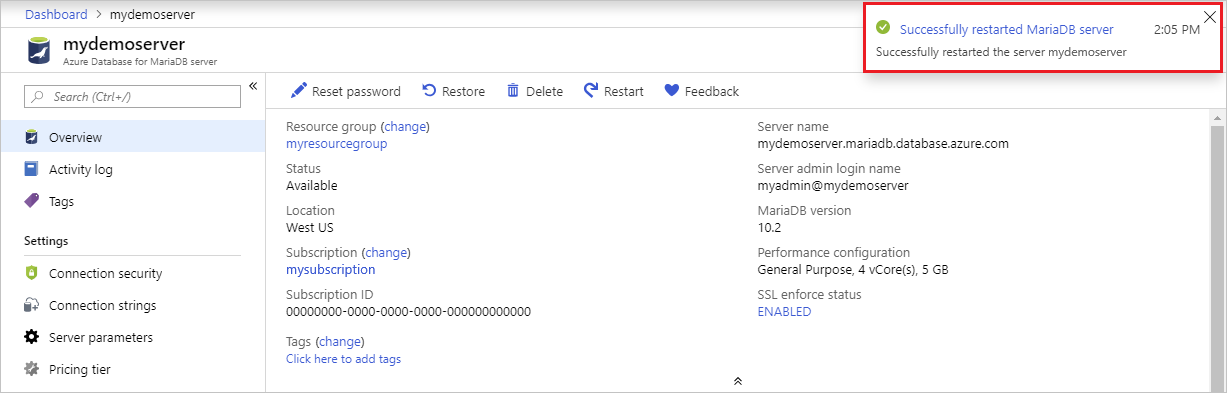 Dashboard > mydemoserver
Successfully restarted MariaDB server 2:05 PM
Successfully restarted the server mydemoserver
mydemoserver
Azure Database for MariaDB server
Search (Ctrl+/)
Overview
Activity log
Tags
Settings
Connection security
Connection strings
Server parameters
Pricing tier
Reset password Restore Delete Restart Feedback
Resource group (change)
myresourcegroup
Status
Available
Location
West US
Subscription (change)
mysubscription
Subscription ID
00000000-0000-0000-0000-000000000000
Tags (change)
Click here to add tags
Server name
mydemoserver.mariadb.database.azure.com
Server admin login name
myadmin@mydemoserver
MariaDB version
10.2
Performance configuration
General Purpose, 4 vCore(s), 5 GB
SSL enforce status
ENABLED